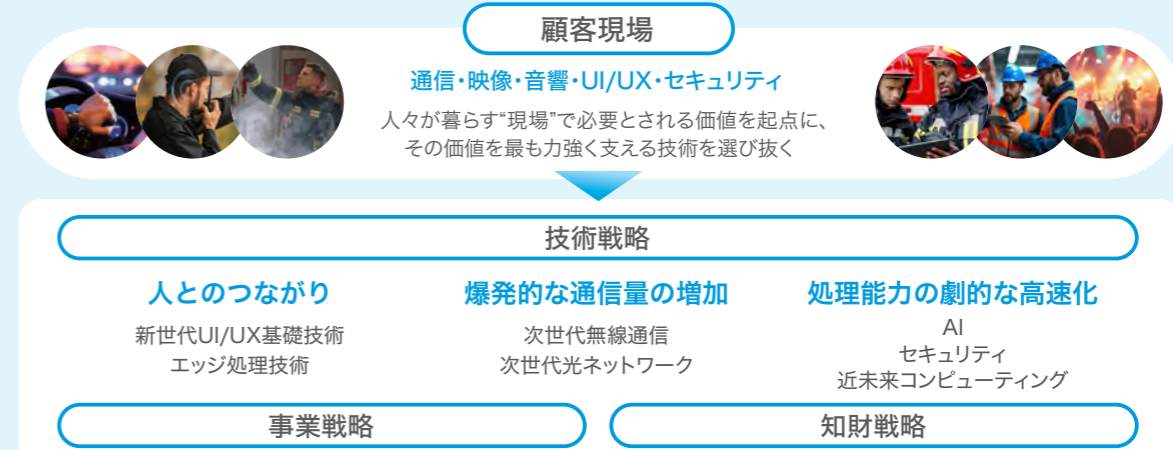 顧客現場
通信・映像・音響・UI/UX・セキュリティ
人々が暮らす“現場”で必要とされる価値を起点に、
その価値を最も力強く支える技術を選び抜く
技術戦略
人とのつながり
新世代UI/UX基礎技術
エッジ処理技術
爆発的な通信量の増加
次世代無線通信
次世代光ネットワーク
処理能力の劇的な高速化
AI
セキュリティ
近未来コンピューティング
事業戦略
知財戦略